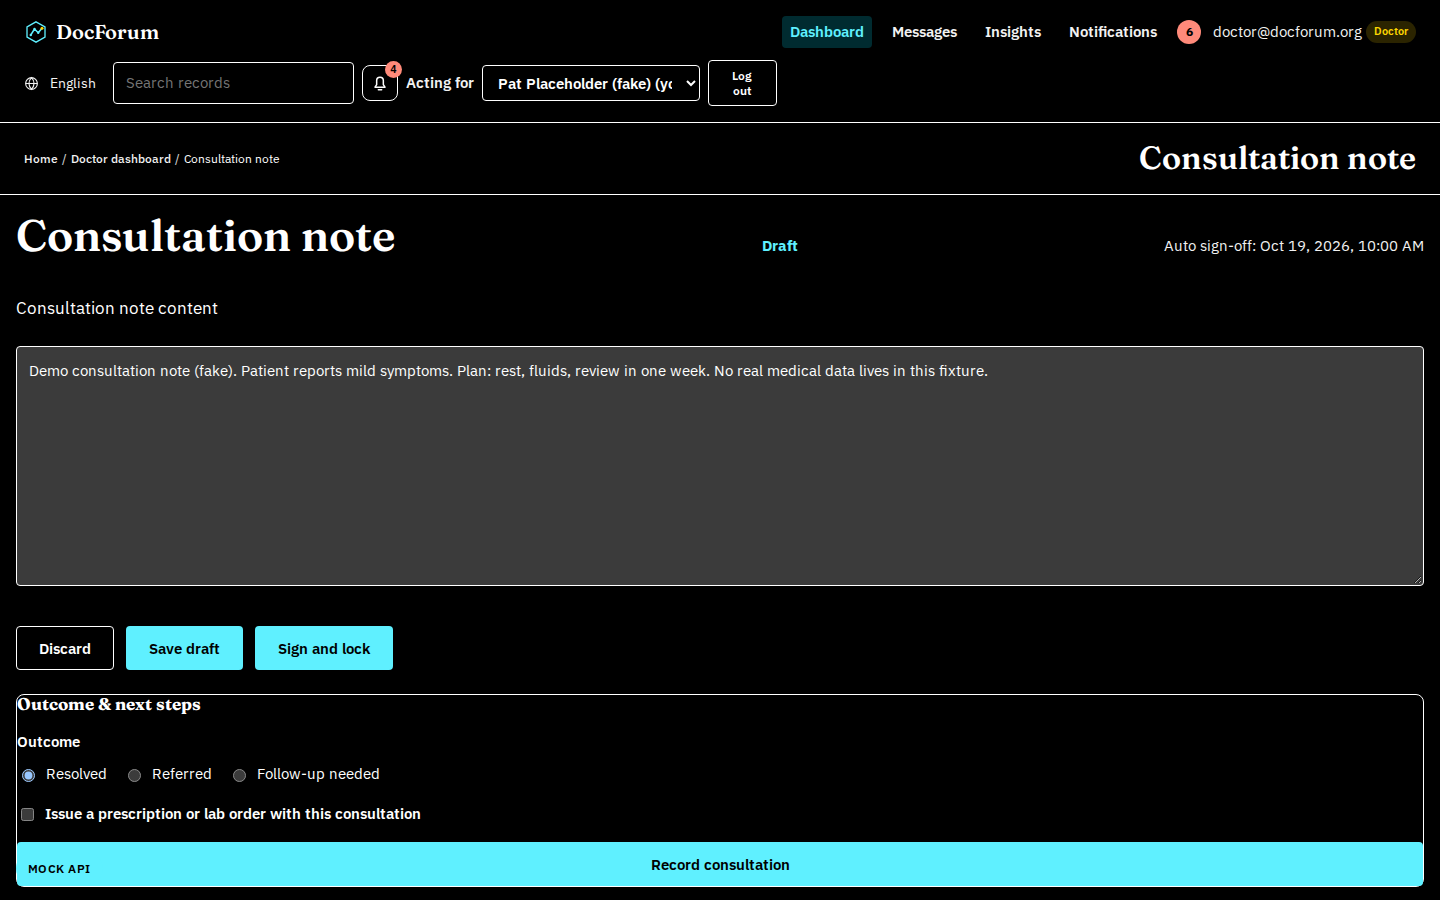 DocForum
Dashboard Messages Insights Notifications 6 doctor@docforum.org Doctor
English Search records 4 Acting for Pat Placeholder (fake) Log out
Home / Doctor dashboard / Consultation note
Consultation note
Consultation note
Draft
Auto sign-off: Oct 19, 2026, 10:00 AM
Consultation note content
Demo consultation note (fake). Patient reports mild symptoms. Plan: rest, fluids, review in one week. No real medical data lives in this fixture.
Discard Save draft Sign and lock
Outcome & next steps
Outcome
Resolved Referred Follow-up needed
Issue a prescription or lab order with this consultation
MOCK API Record consultation